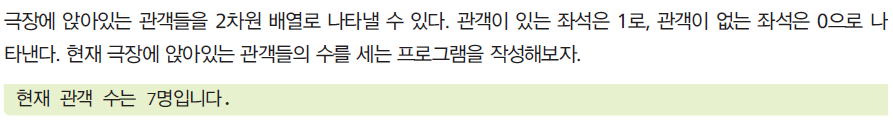 극장에 앉아있는 관객들을 2차원 배열로 나타낼 수 있다. 관객이 있는 좌석은 1로, 관객이 없는 좌석은 0으로 나
타낸다. 현재 극장에 앉아있는 관객들의 수를 세는 프로그램을 작성해보자.
현재 관객 수는 7명입니다.